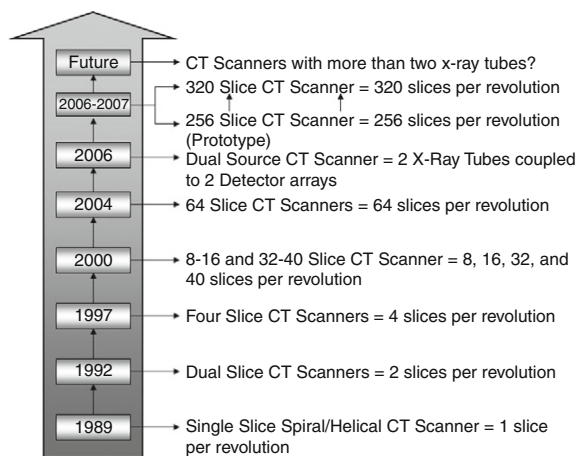 Future
CT Scanners with more than two x-ray tubes?
2006-2007
320 Slice CT Scanner = 320 slices per revolution
256 Slice CT Scanner = 256 slices per revolution
(Prototype)
2006
Dual Source CT Scanner = 2 X-Ray Tubes coupled
to 2 Detector arrays
2004
64 Slice CT Scanners = 64 slices per revolution
2000
8-16 and 32-40 Slice CT Scanner = 8, 16, 32, and
40 slices per revolution
1997
Four Slice CT Scanners = 4 slices per revolution
1992
Dual Slice CT Scanners = 2 slices per revolution
1989
Single Slice Spiral/Helical CT Scanner = 1 slice
per revolution